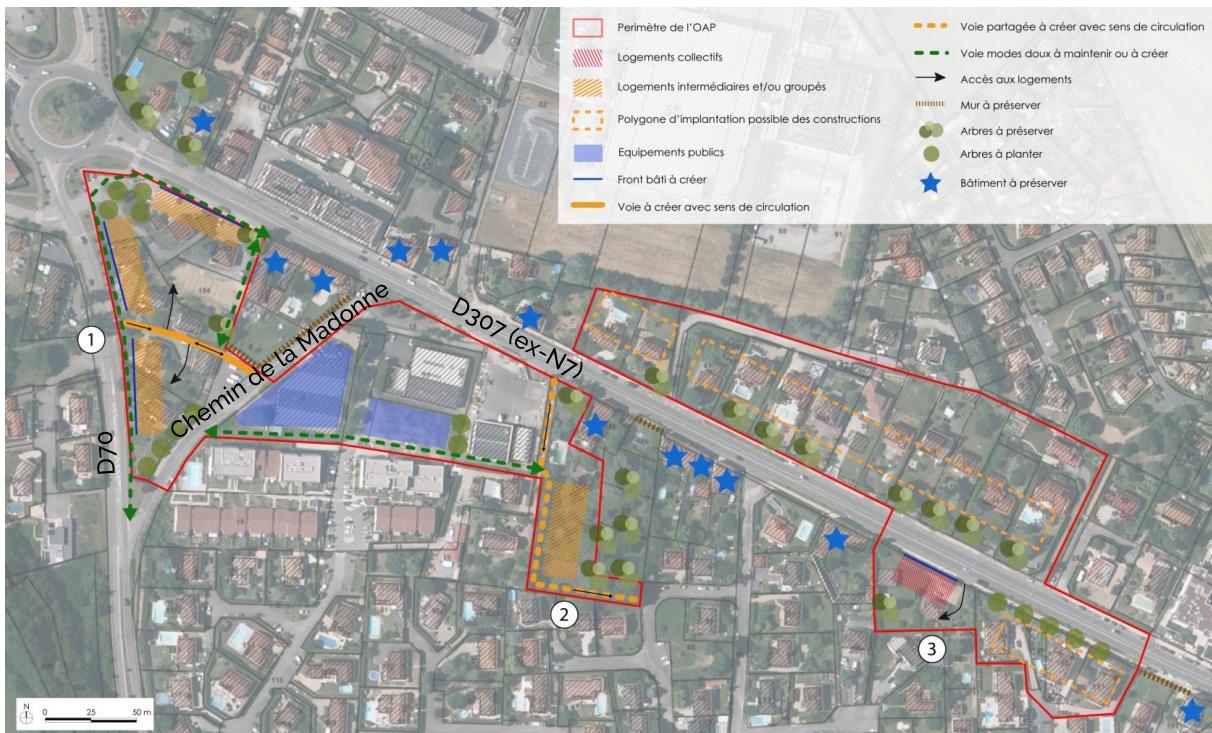 Perimètre de l'OAP
Logements collectifs
Logements intermédiaires et/ou groupés
Polygone d'implantation possible des constructions
Equipements publics
Front bâti à créer
Voie à créer avec sens de circulation
Voie partagée à créer avec sens de circulation
Voie modes doux à maintenir ou à créer
Accès aux logements
Mur à préserver
Arbres à préserver
Arbres à planter
Bâtiment à préserver
D307 (ex-N7)
Chemin de la Madonne
D70
1
2
3
N
0 25 50 m